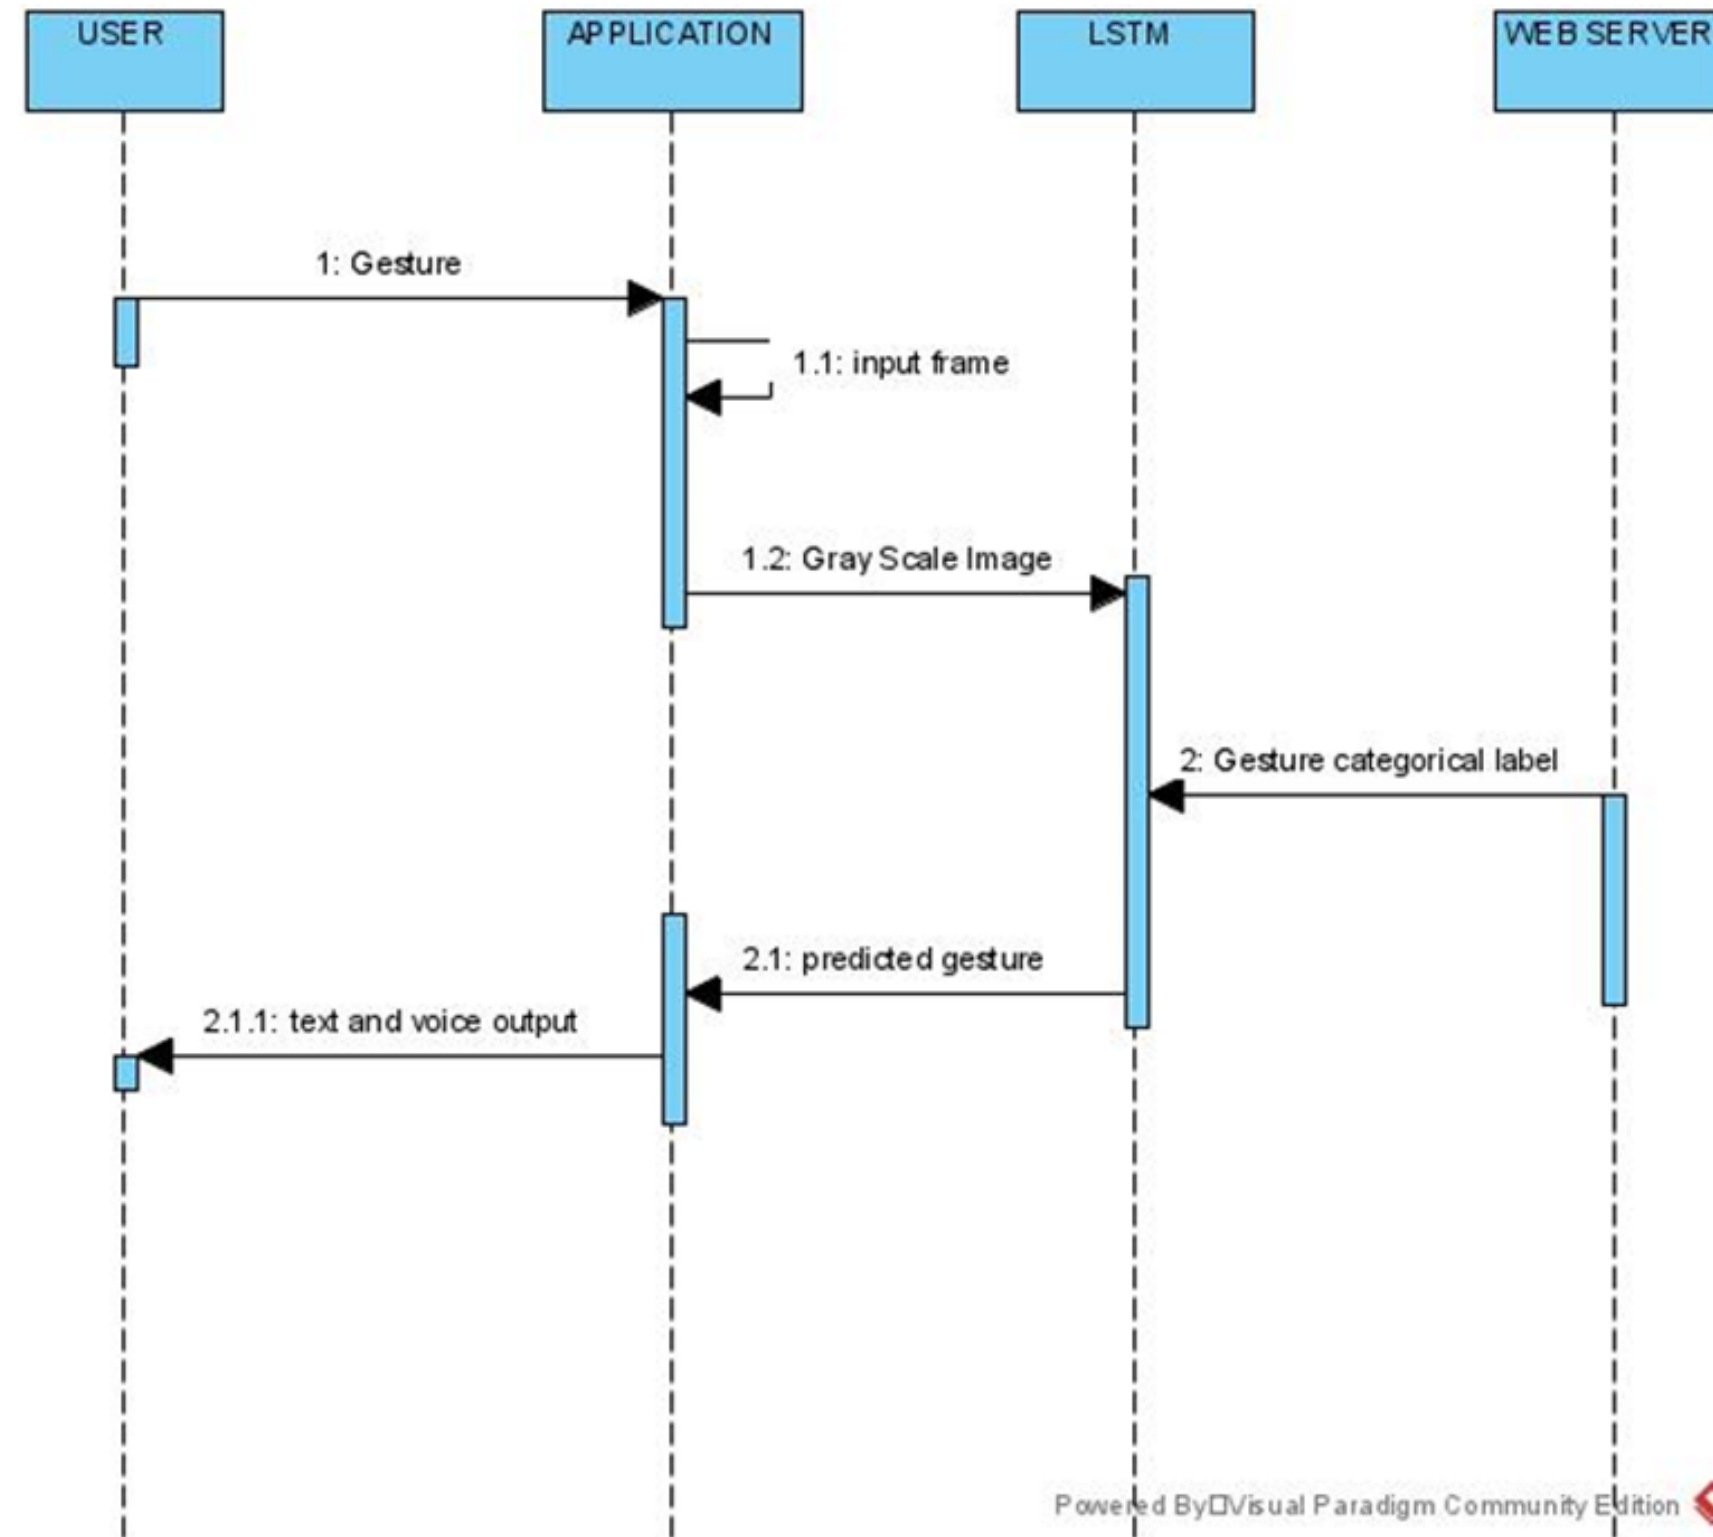 USER
APPLICATION
LSTM
WEB SERVER
1: Gesture
1.1: input frame
1.2: Gray Scale Image
2: Gesture categorical label
2.1: predicted gesture
2.1.1: text and voice output
Powered By□Visual Paradigm Community Edition